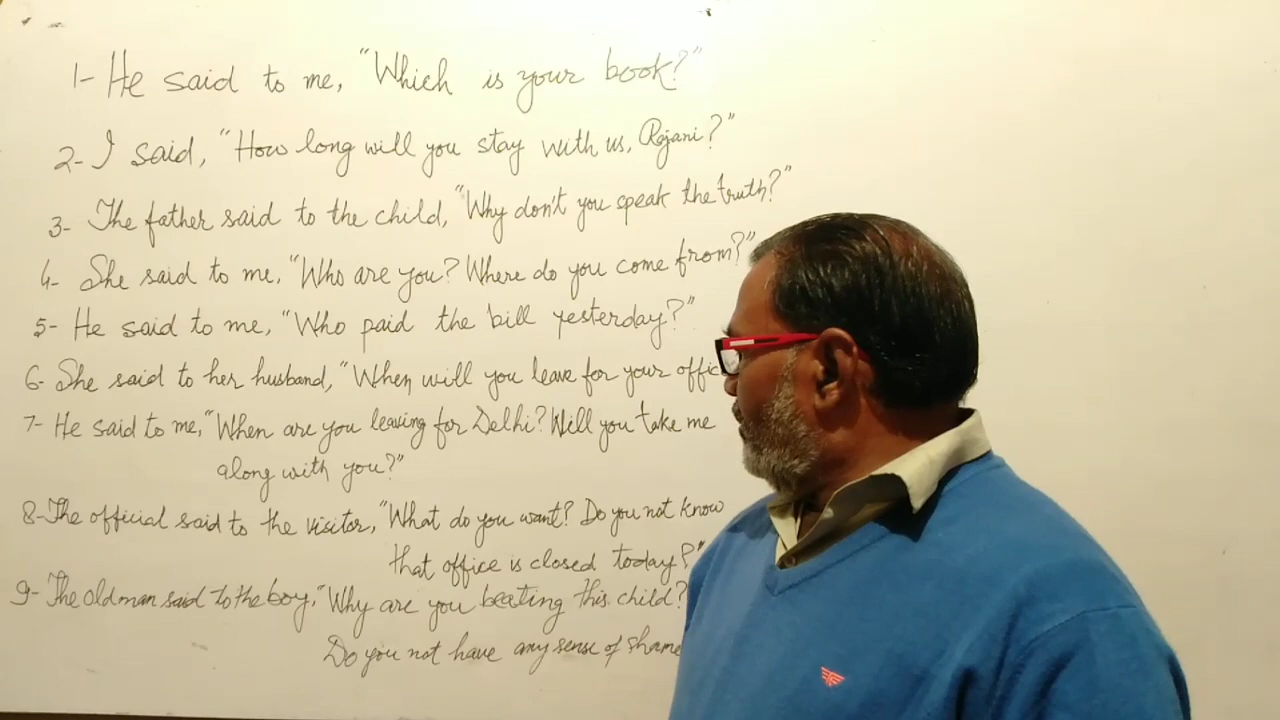 1- He said to me, "Which is your book?"
2- I said, "How long will you stay with us, Rajani?"
3- The father said to the child, "Why don't you speak the truth?"
4- She said to me, "Who are you? Where do you come from?"
5- He said to me, "Who paid the bill yesterday?"
6- She said to her husband, "When will you leave for your offic
7- He said to me, "When are you leaving for Delhi? Will you take me
along with you?"
8- The official said to the visitor, "What do you want? Do you not know
that office is closed today?"
9- The Old man said to the boy, "Why are you beating this child?
Do you not have any sense of shame